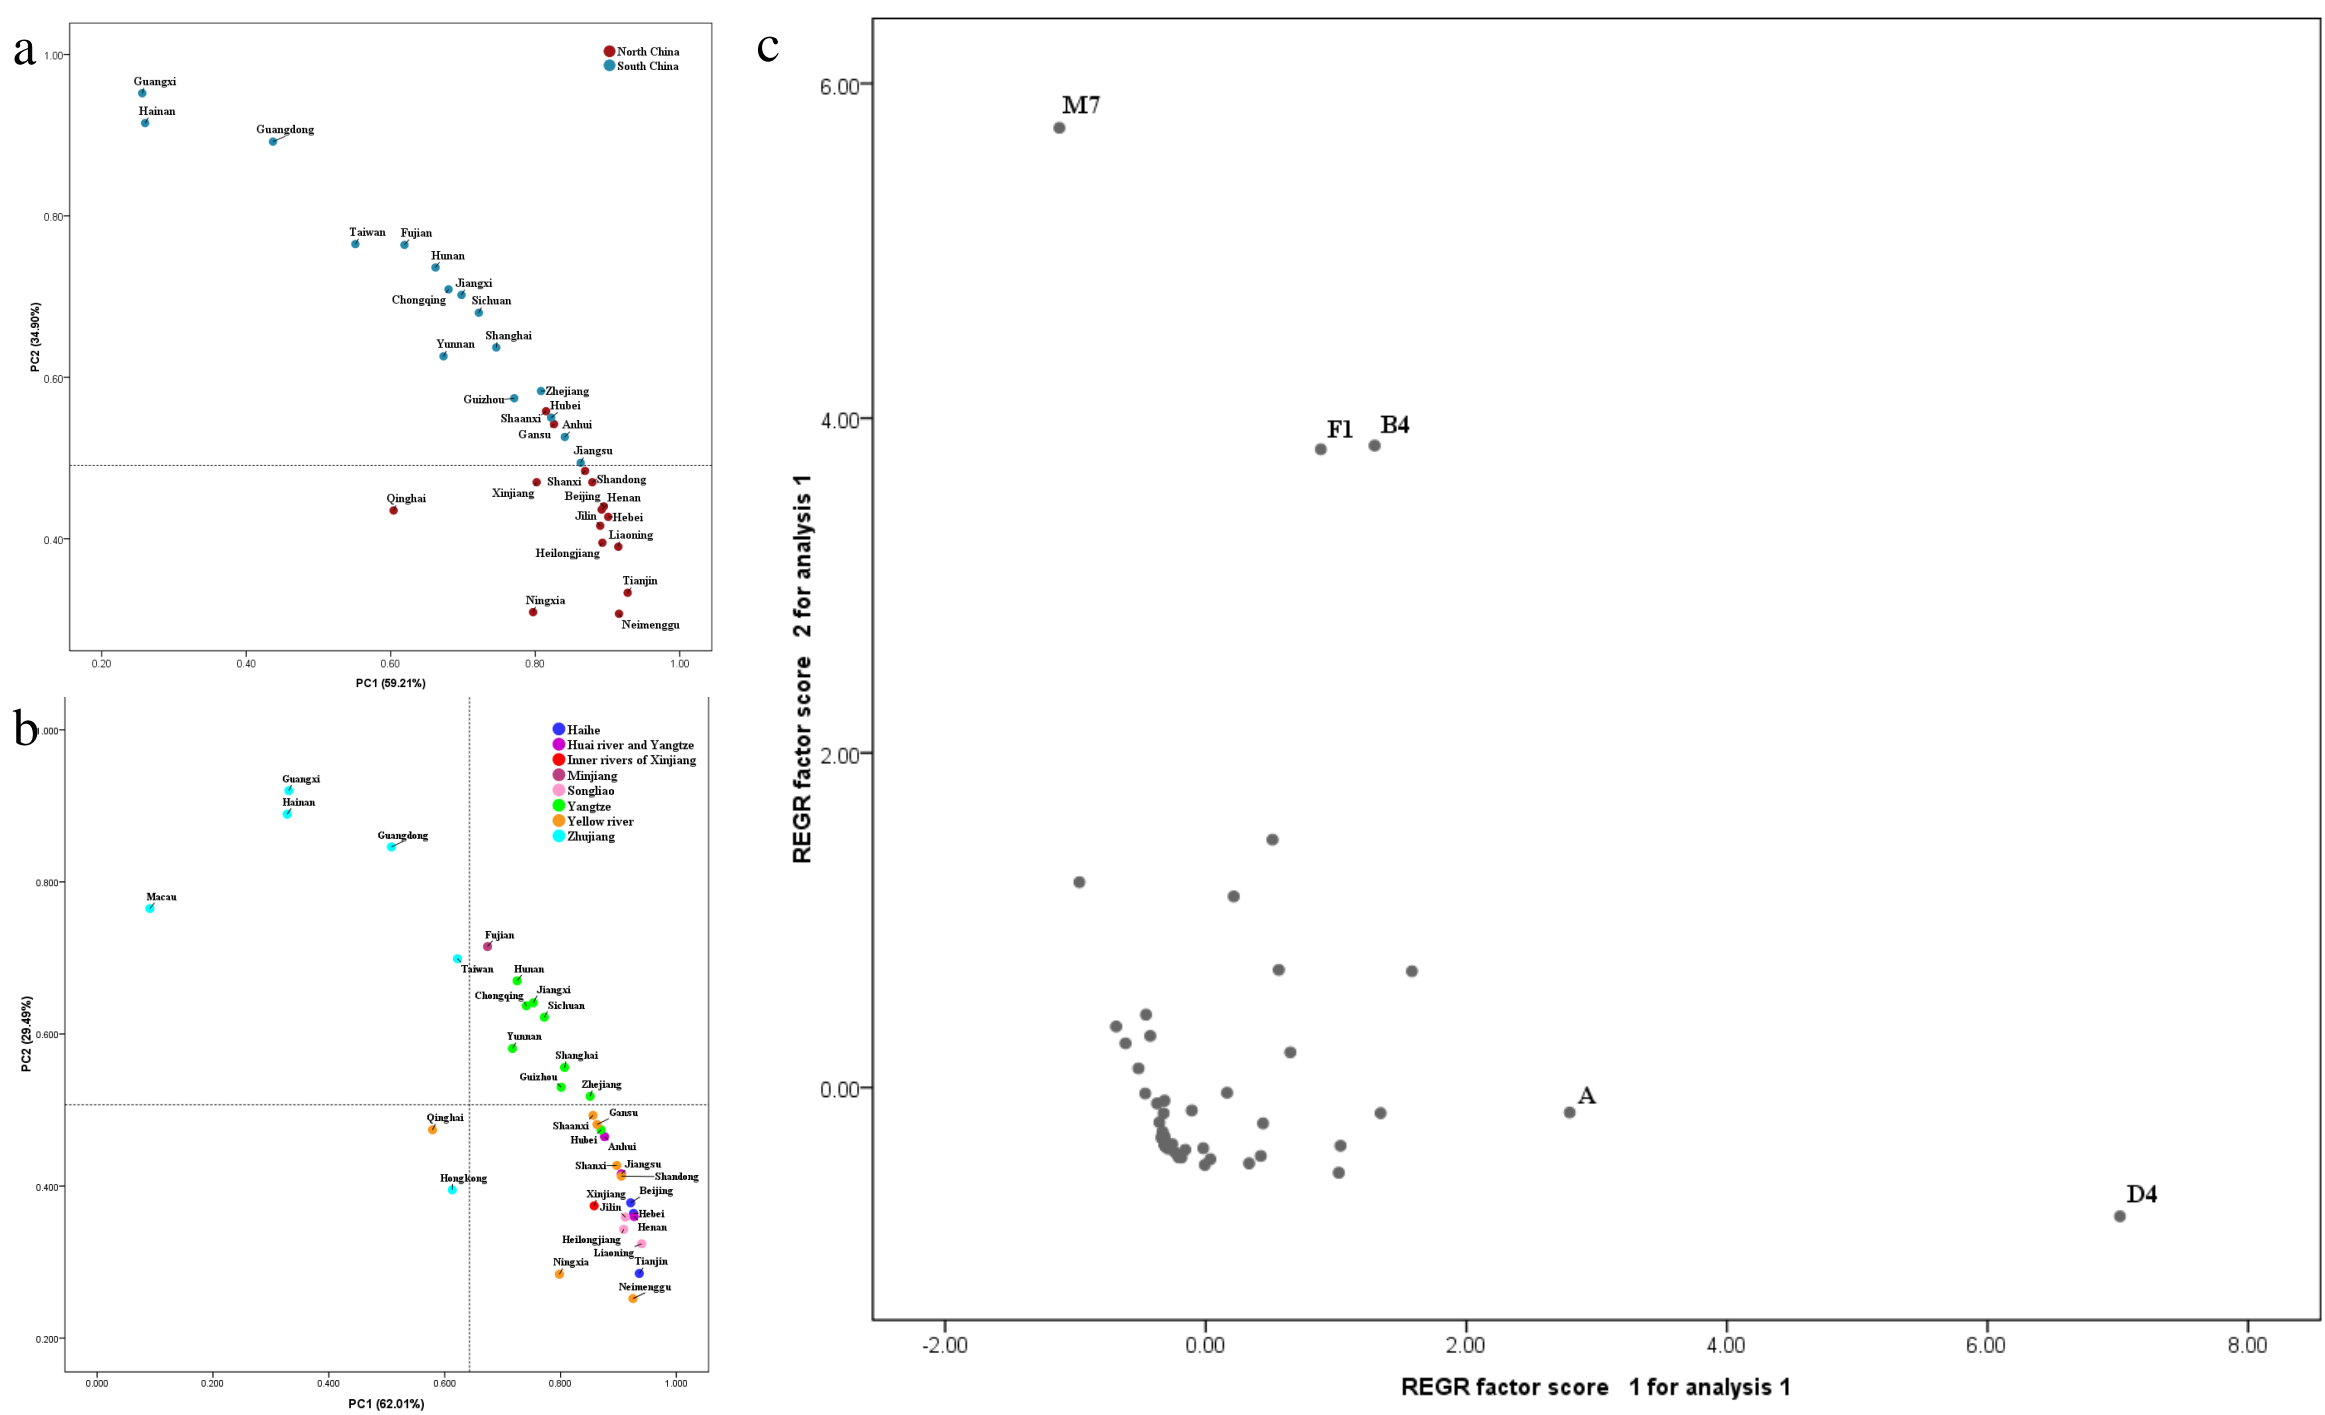 a
1.00
0.80
0.60
0.40
PC2 (34.90%)
North China
South China
Guangxi
Hainan
Guangdong
Taiwan
Fujian
Hunan
Jiangxi
Chongqing
Sichuan
Shanghai
Yunnan
Zhejiang
Guizhou
Hubei
Shaanxi
Anhui
Gansu
Jiangsu
Shanxi
Shandong
Xinjiang
Beijing
Henan
Qinghai
Jilin
Hebei
Liaoning
Heilongjiang
Tianjin
Ningxia
Neimenggu
0.20
0.40
0.60
0.80
1.00
PC1 (59.21%)
b
.000
0.800
0.600
0.400
0.200
PC2 (29.49%)
Haihe
Huai river and Yangtze
Inner rivers of Xinjiang
Minjiang
Songliao
Yangtze
Yellow river
Zhujiang
Guangxi
Hainan
Guangdong
Macau
Fujian
Taiwan
Hunan
Jiangxi
Chongqing
Sichuan
Yunnan
Shanghai
Guizhou
Zhejiang
Qinghai
Gansu
Shaanxi
Hubei
Anhui
Shanxi
Jiangsu
Shandong
Hongkong
Xinjiang
Beijing
Jilin
Hebei
Henan
Heilongjiang
Liaoning
Ningxia
Tianjin
Neimenggu
0.000
0.200
0.400
0.600
0.800
1.000
PC1 (62.01%)
c
6.00
4.00
2.00
0.00
REGR factor score 2 for analysis 1
M7
F1
B4
A
D4
-2.00
0.00
2.00
4.00
6.00
8.00
REGR factor score 1 for analysis 1